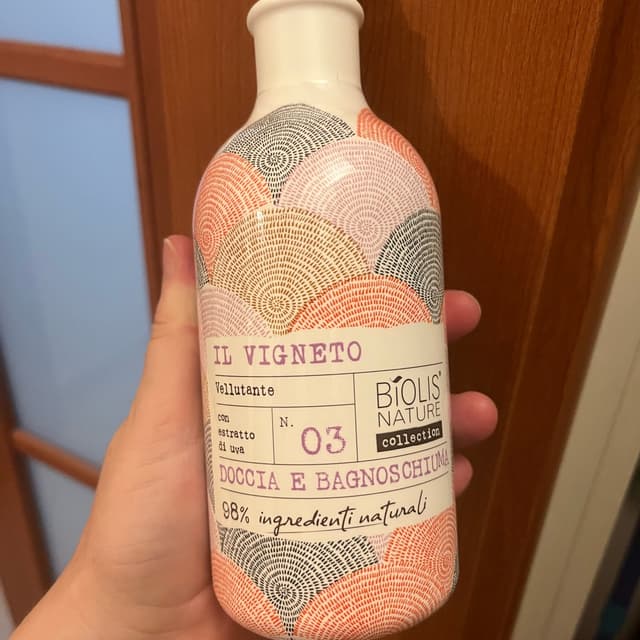 IL VIGNETO
Vellutante
con
estratto
di uva
N.
03
BiOLIS
NATURE
collection
DOCCIA E BAGNOSCHIUMA
98% ingredienti naturali